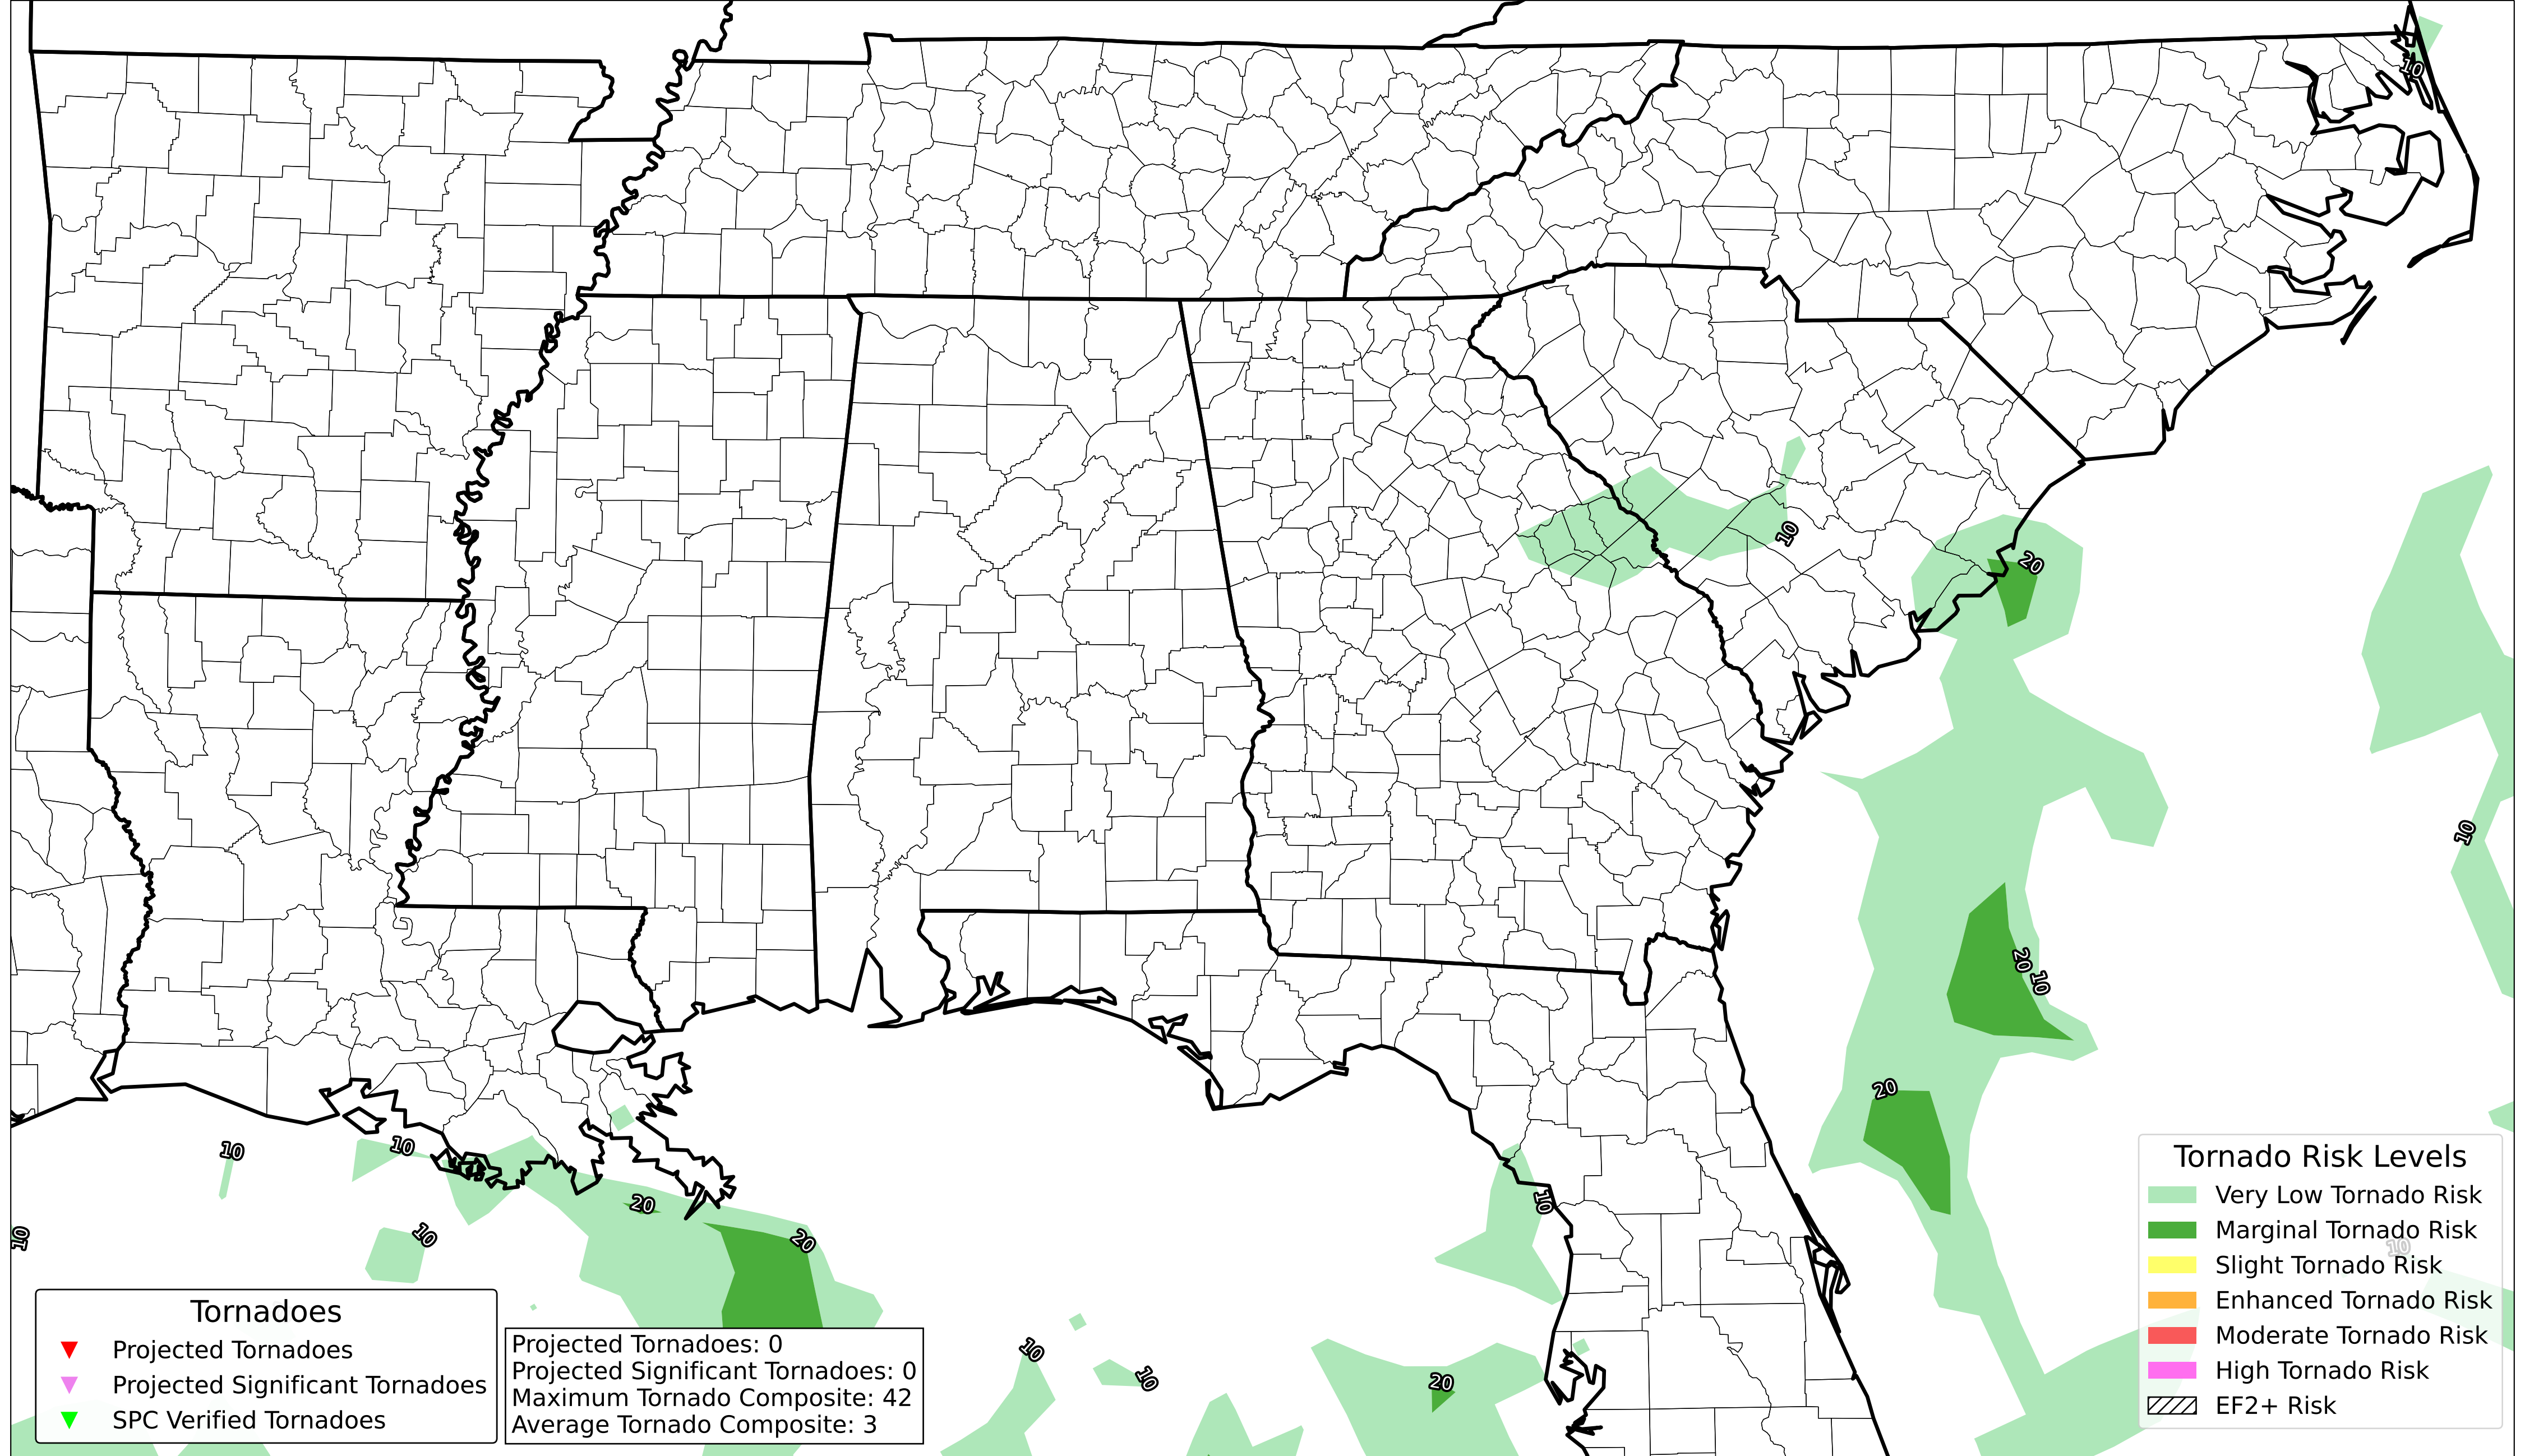 10
10
20
10
20
10
10
20
10
20
10
10
10
20
10
20
10
10
20
10
Tornadoes
Projected Tornadoes
Projected Significant Tornadoes
SPC Verified Tornadoes
Projected Tornadoes: 0
Projected Significant Tornadoes: 0
Maximum Tornado Composite: 42
Average Tornado Composite: 3
Tornado Risk Levels
Very Low Tornado Risk
Marginal Tornado Risk
Slight Tornado Risk
Enhanced Tornado Risk
Moderate Tornado Risk
High Tornado Risk
EF2+ Risk